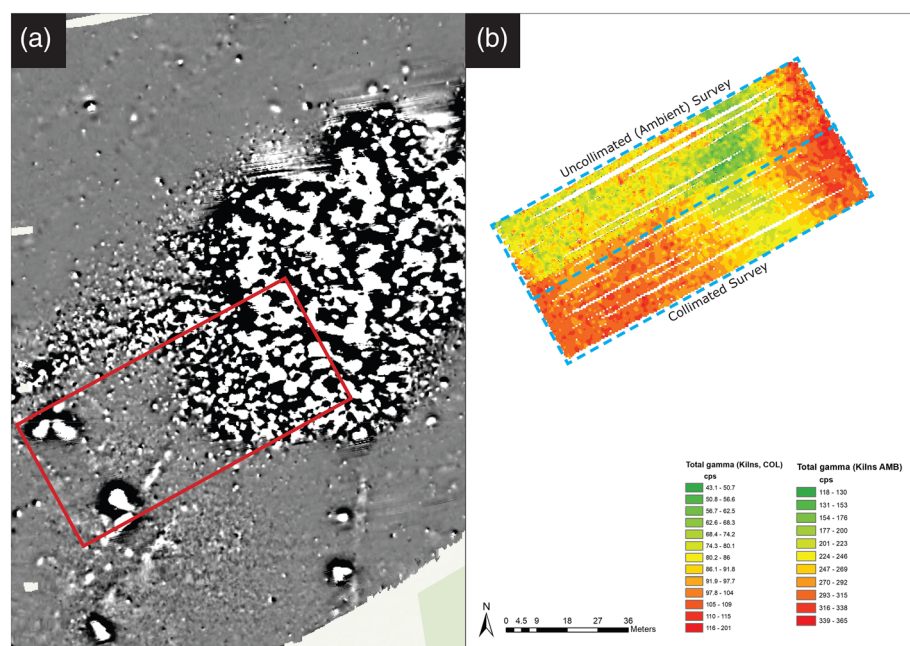 (a)
(b)
Uncollimated (Ambient) Survey
Collimated Survey
Total gamma (Kilns, COL)
cps
43.1 - 50.7
50.8 - 56.6
56.7 - 62.5
62.6 - 68.3
68.4 - 74.2
74.3 - 80.1
80.2 - 86
86.1 - 91.8
91.9 - 97.7
97.8 - 104
105 - 109
110 - 115
116 - 201
Total gamma (Kilns AMB)
cps
118 - 130
131 - 153
154 - 176
177 - 200
201 - 223
224 - 246
247 - 269
270 - 292
293 - 315
316 - 338
339 - 365
N
0 4.5 9 18 27 36
Meters